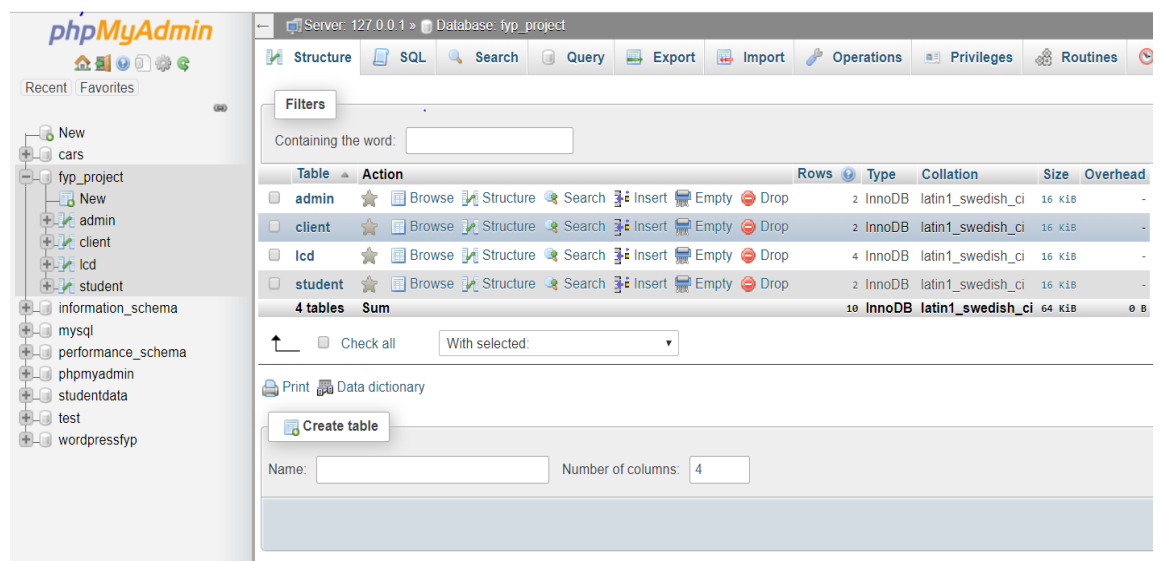 phpMyAdmin
Recent Favorites
New
cars
fyp_project
New
admin
client
lcd
student
information_schema
mysql
performance_schema
phpmyadmin
studentdata
test
wordpressfyp
Server: 127.0.0.1 » Database: fyp_project
Structure SQL Search Query Export Import Operations Privileges Routines
Filters
Containing the word:
Table Action Rows Type Collation Size Overhead
admin Browse Structure Search Insert Empty Drop 2 InnoDB latin1_swedish_ci 16 KiB -
client Browse Structure Search Insert Empty Drop 2 InnoDB latin1_swedish_ci 16 KiB -
lcd Browse Structure Search Insert Empty Drop 4 InnoDB latin1_swedish_ci 16 KiB -
student Browse Structure Search Insert Empty Drop 2 InnoDB latin1_swedish_ci 16 KiB -
4 tables Sum 10 InnoDB latin1_swedish_ci 64 KiB 0 B
Check all With selected:
Print Data dictionary
Create table
Name: Number of columns: 4